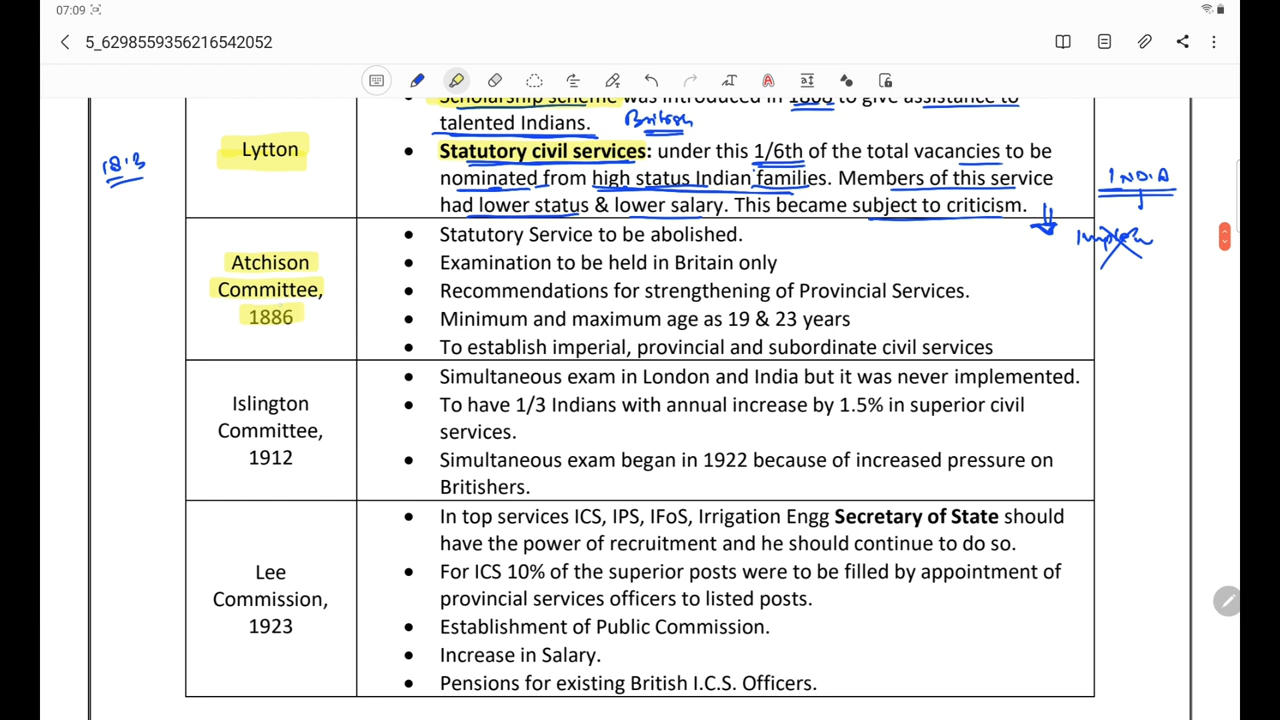 07:09
5_6298559356216542052
Scholarship scheme was introduced in 1868 to give assistance to
talented Indians.
British
Lytton
1813
Statutory civil services: under this 1/6th of the total vacancies to be
nominated from high status Indian families. Members of this service
had lower status & lower salary. This became subject to criticism.
INDIA
Atchison
Committee,
1886
• Statutory Service to be abolished.
• Examination to be held in Britain only
• Recommendations for strengthening of Provincial Services.
• Minimum and maximum age as 19 & 23 years
• To establish imperial, provincial and subordinate civil services
Islington
Committee,
1912
• Simultaneous exam in London and India but it was never implemented.
• To have 1/3 Indians with annual increase by 1.5% in superior civil
services.
• Simultaneous exam began in 1922 because of increased pressure on
Britishers.
Lee
Commission,
1923
• In top services ICS, IPS, IFoS, Irrigation Engg Secretary of State should
have the power of recruitment and he should continue to do so.
• For ICS 10% of the superior posts were to be filled by appointment of
provincial services officers to listed posts.
• Establishment of Public Commission.
• Increase in Salary.
• Pensions for existing British I.C.S. Officers.